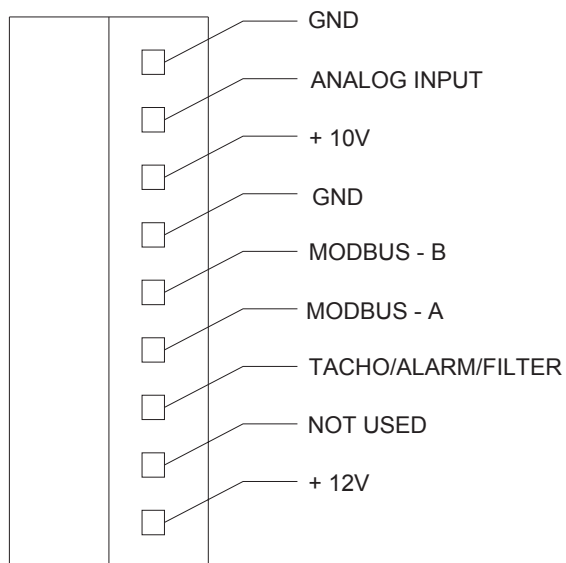 GND
ANALOG INPUT
+ 10V
GND
MODBUS - B
MODBUS - A
TACHO/ALARM/FILTER
NOT USED
+ 12V